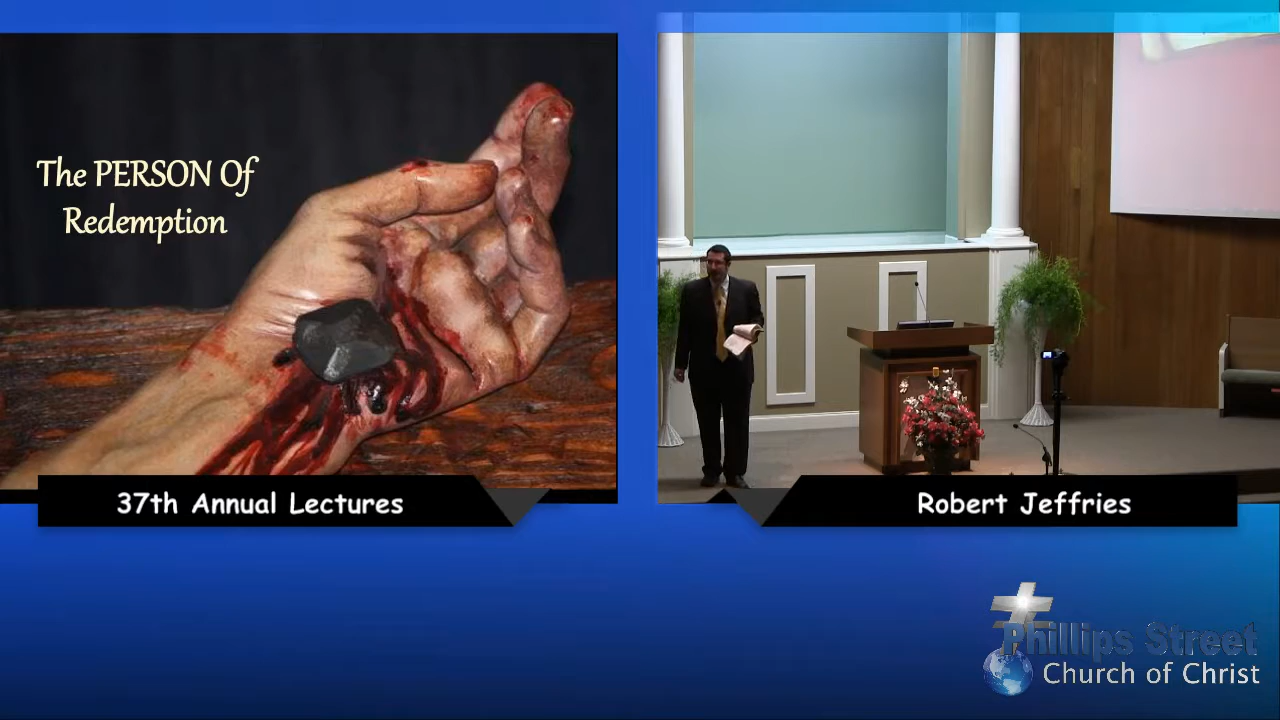 The PERSON Of
Redemption
37th Annual Lectures
Robert Jeffries
Phillips Street
Church of Christ